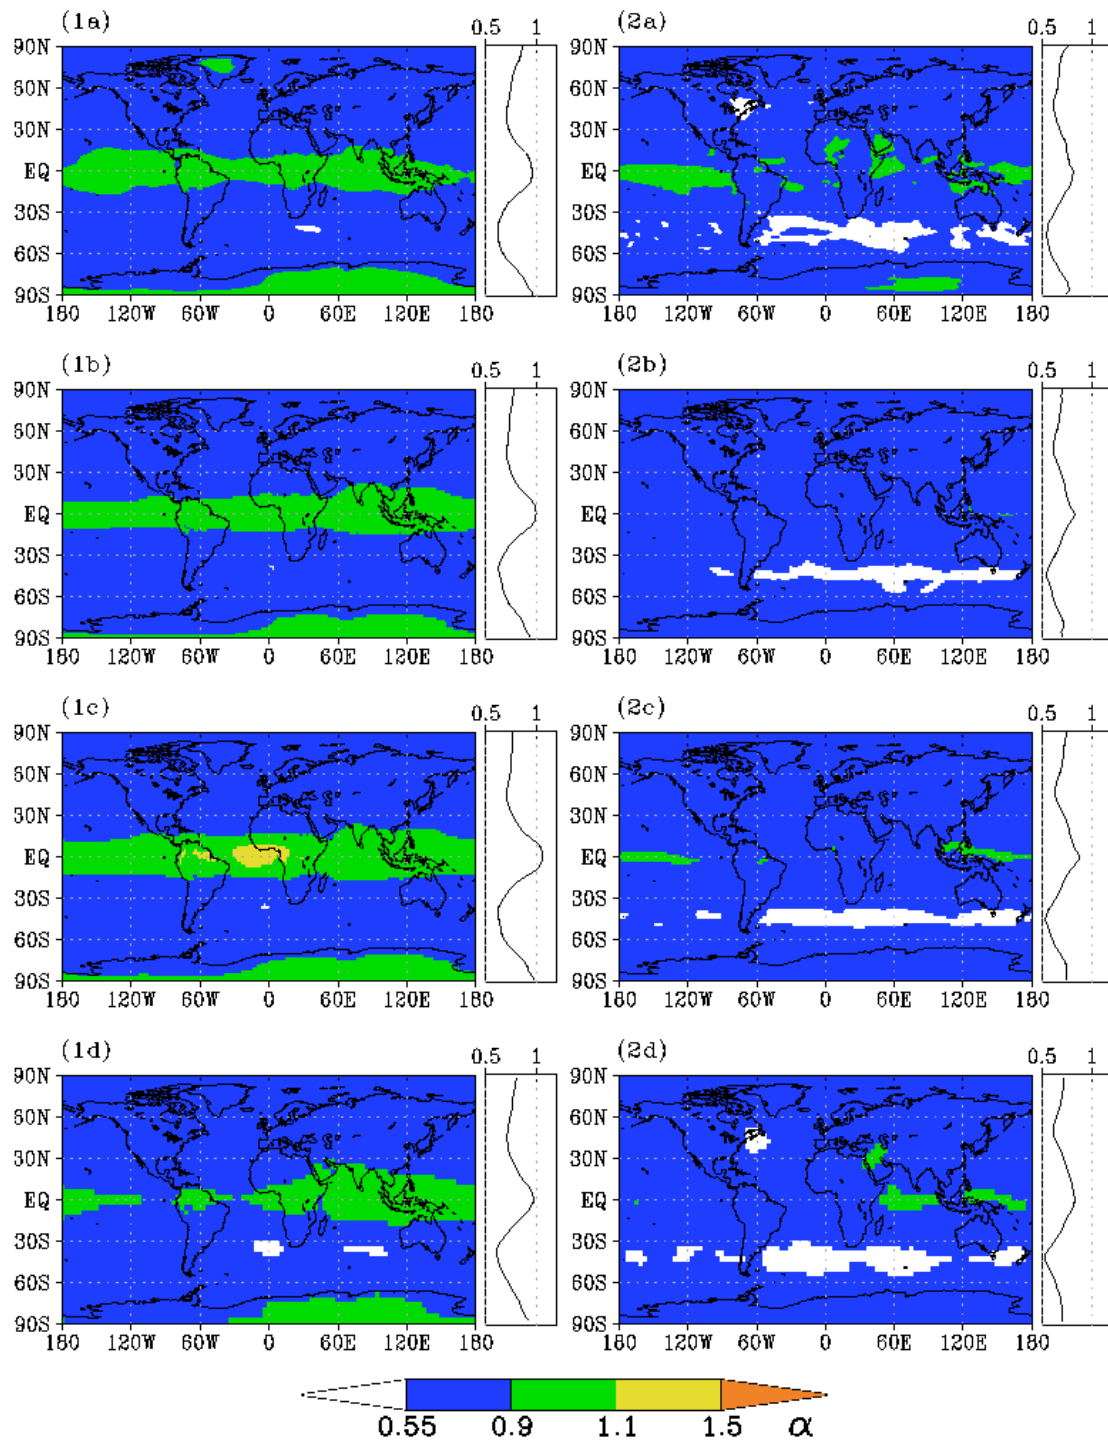 (1a) 0.5 1 (2a) 0.5 1
90N 90N
60N 60N
30N 30N
EQ EQ
30S 30S
60S 60S
90S 90S
180 120W 60W 0 60E 120E 180 180 120W 60W 0 60E 120E 180
(1b) 0.5 1 (2b) 0.5 1
90N 90N
60N 60N
30N 30N
EQ EQ
30S 30S
60S 60S
90S 90S
180 120W 60W 0 60E 120E 180 180 120W 60W 0 60E 120E 180
(1c) 0.5 1 (2c) 0.5 1
90N 90N
60N 60N
30N 30N
EQ EQ
30S 30S
60S 60S
90S 90S
180 120W 60W 0 60E 120E 180 180 120W 60W 0 60E 120E 180
(1d) 0.5 1 (2d) 0.5 1
90N 90N
60N 60N
30N 30N
EQ EQ
30S 30S
60S 60S
90S 90S
180 120W 60W 0 60E 120E 180 180 120W 60W 0 60E 120E 180
0.55 0.9 1.1 1.5 α